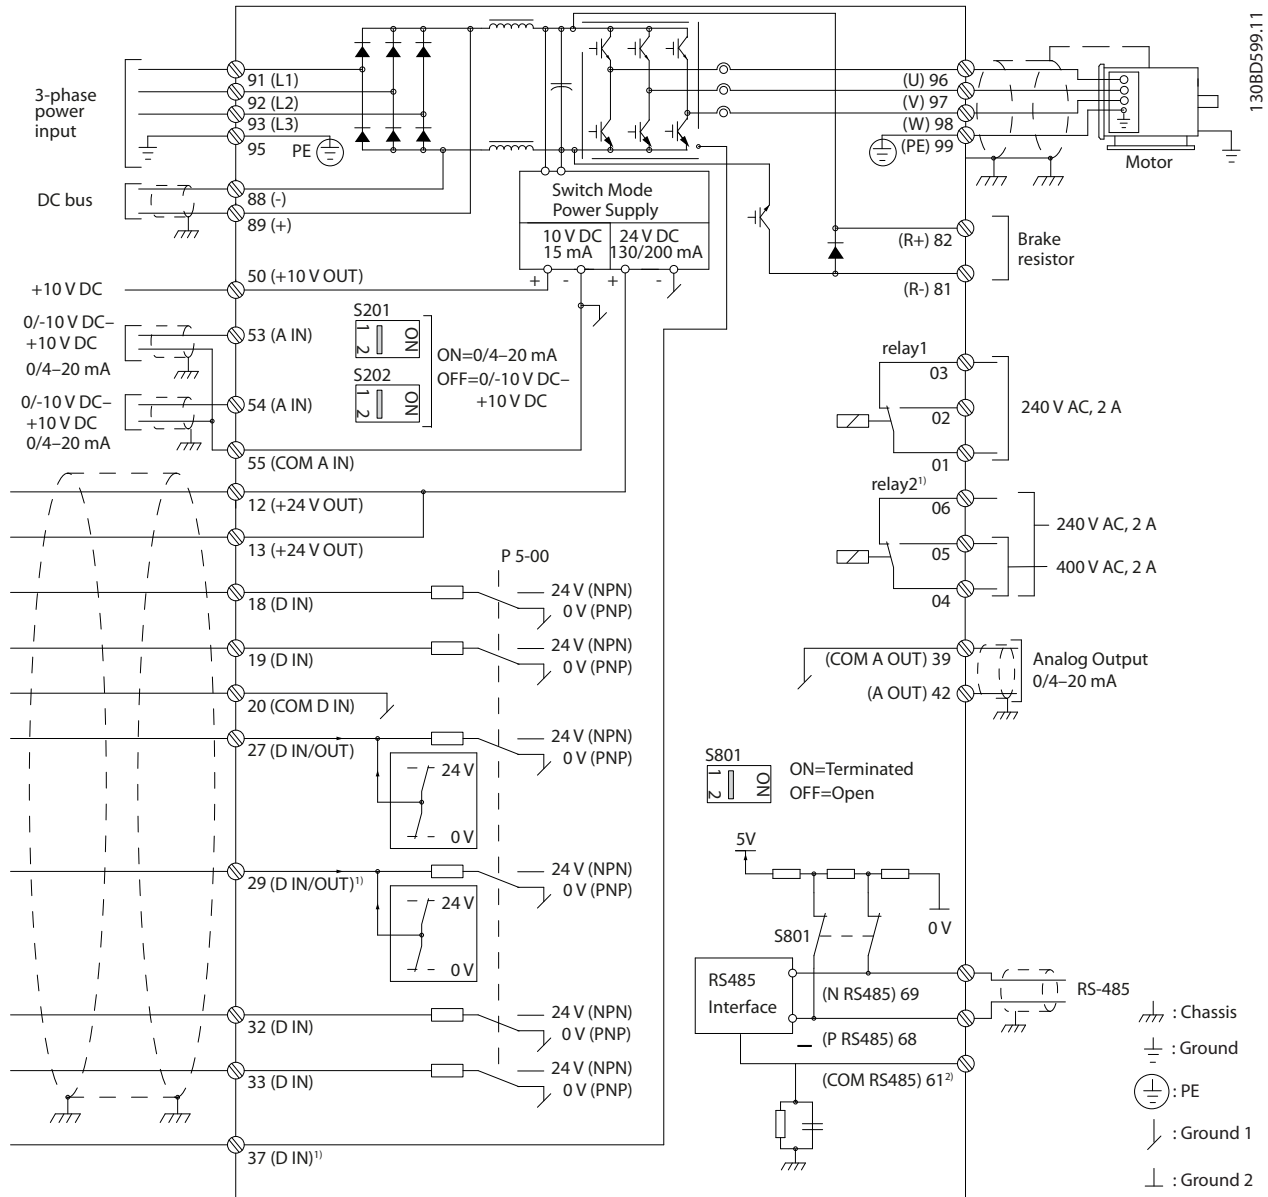 130BD599.11
3-phase
power
input
91 (L1)
92 (L2)
93 (L3)
95
PE
DC bus
88 (-)
89 (+)
+10 V DC
50 (+10 V OUT)
0/-10 V DC–
+10 V DC
0/4–20 mA
53 (A IN)
0/-10 V DC–
+10 V DC
0/4–20 mA
54 (A IN)
55 (COM A IN)
12 (+24 V OUT)
13 (+24 V OUT)
18 (D IN)
19 (D IN)
20 (COM D IN)
27 (D IN/OUT)
29 (D IN/OUT)1)
32 (D IN)
33 (D IN)
37 (D IN)1)
Switch Mode
Power Supply
10 V DC
15 mA
24 V DC
130/200 mA
+ - + -
S201
1 2
ON
S202
1 2
ON
ON=0/4–20 mA
OFF=0/-10 V DC–
+10 V DC
P 5-00
24 V (NPN)
0 V (PNP)
24 V (NPN)
0 V (PNP)
24 V (NPN)
0 V (PNP)
24 V
0 V
24 V (NPN)
0 V (PNP)
24 V
0 V
24 V (NPN)
0 V (PNP)
24 V (NPN)
0 V (PNP)
(U) 96
(V) 97
(W) 98
(PE) 99
Motor
(R+) 82
(R-) 81
Brake
resistor
relay1
03
02
01
240 V AC, 2 A
relay21)
06
05
04
240 V AC, 2 A
400 V AC, 2 A
(COM A OUT) 39
(A OUT) 42
Analog Output
0/4–20 mA
S801
1 2
ON
ON=Terminated
OFF=Open
5V
S801
0 V
RS485
Interface
(N RS485) 69
(P RS485) 68
(COM RS485) 612)
RS-485
: Chassis
: Ground
: PE
: Ground 1
: Ground 2